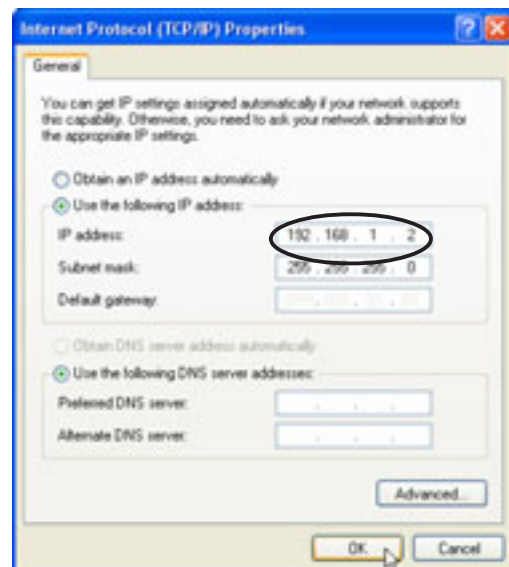 Internet Protocol (TCP/IP) Properties
General
You can get IP settings assigned automatically if your network supports
this capability. Otherwise, you need to ask your network administrator for
the appropriate IP settings.
Obtain an IP address automatically
Use the following IP address:
IP address: 192 . 168 . 1 . 2
Subnet mask: 255 . 255 . 255 . 0
Default gateway:
Obtain DNS server address automatically
Use the following DNS server addresses:
Preferred DNS server:
Alternate DNS server:
Advanced...
OK Cancel